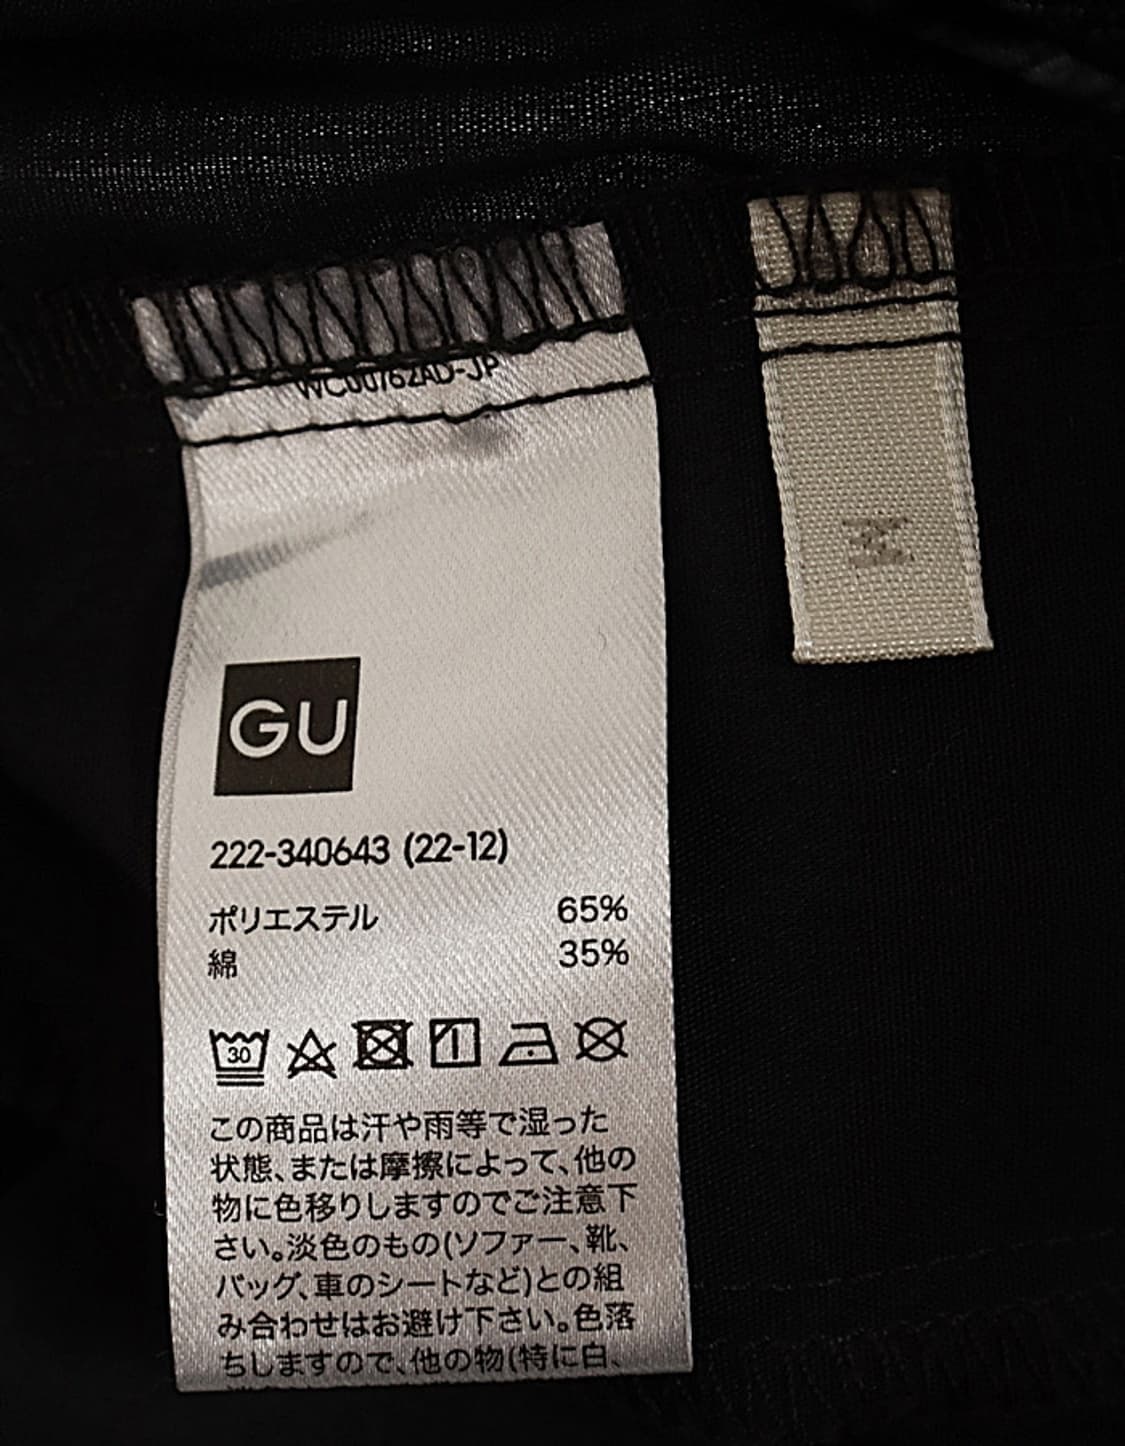 WC00762AD-JP
M
GU
222-340643 (22-12)
ポリエステル 65%
綿 35%
30
この商品は汗や雨等で湿った
状態、または摩擦によって、他の
物に色移りしますのでご注意下
さい。淡色のもの(ソファー、靴、
バッグ、車のシートなど)との組
み合わせはお避け下さい。色落
ちしますので、他の物(特に白、